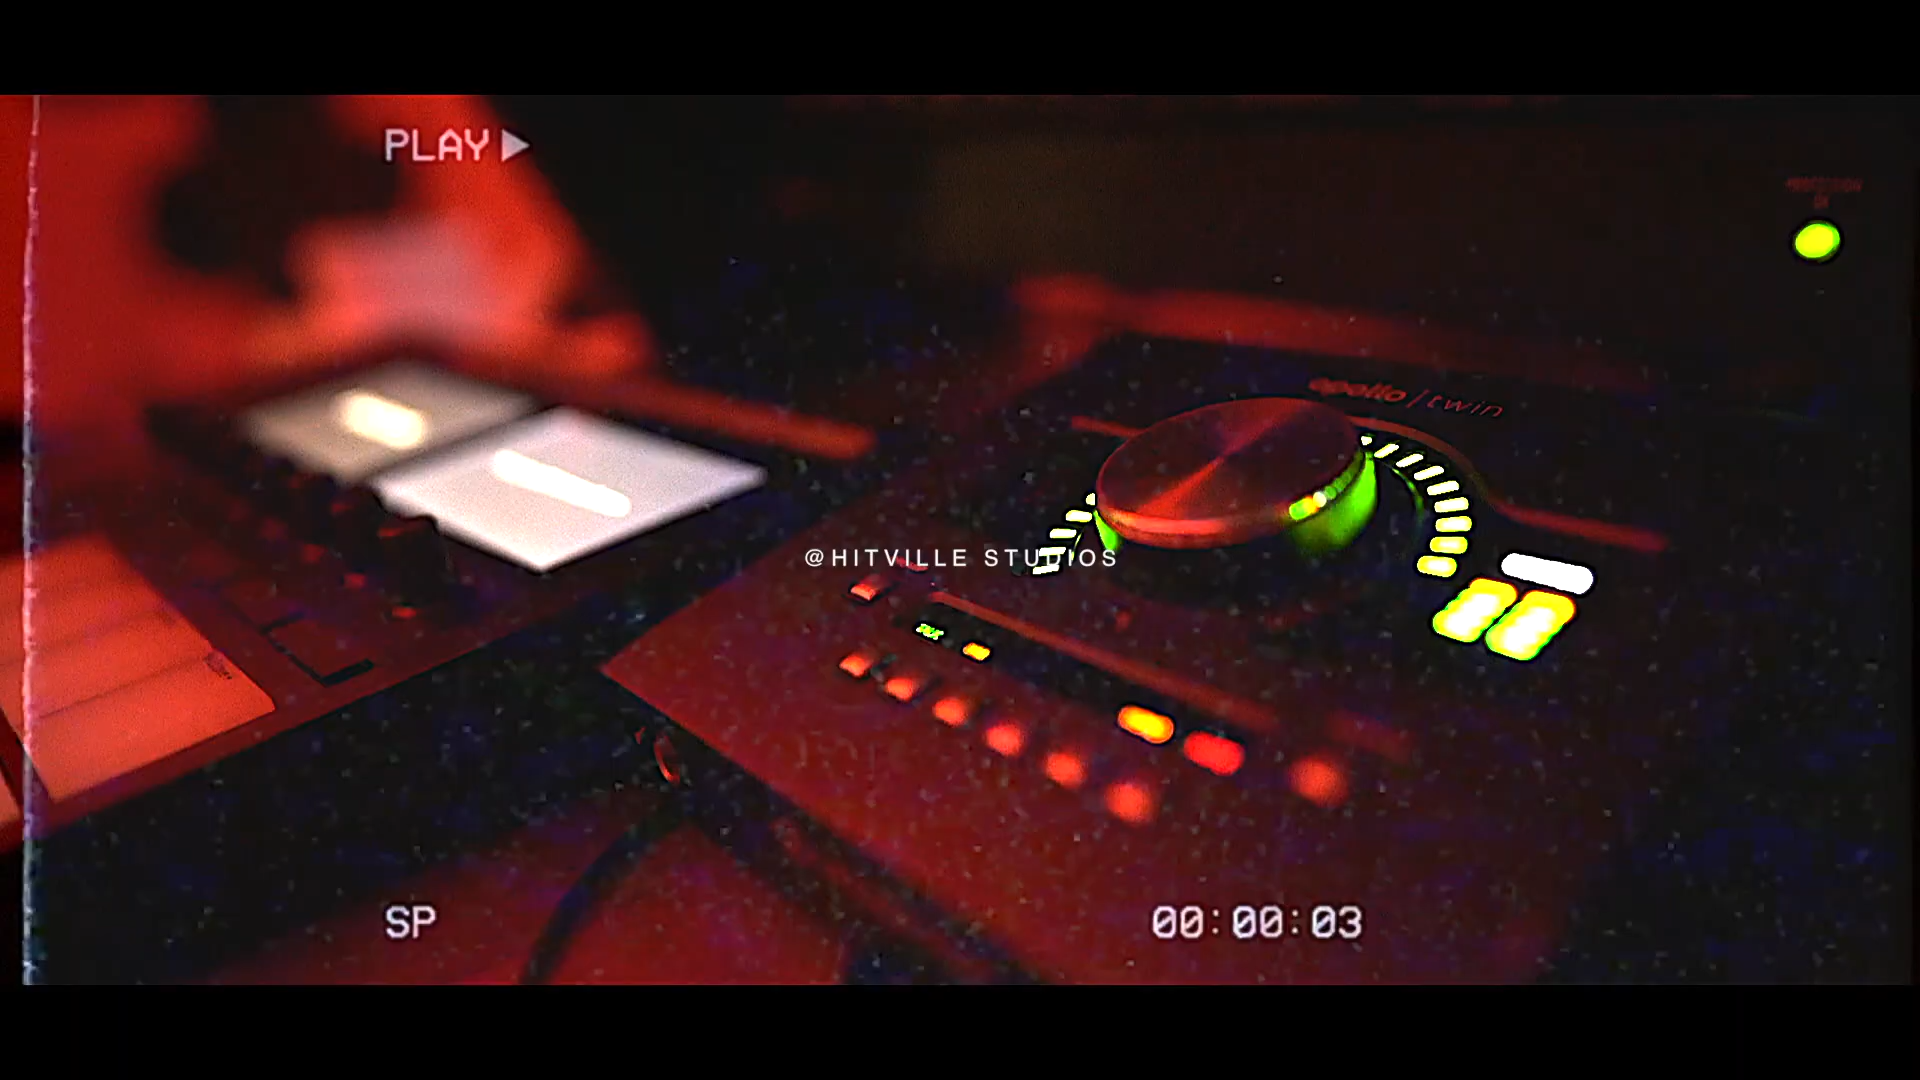 PLAY
apollo | twin
@HITVILLE STUDIOS
SP
00:00:03